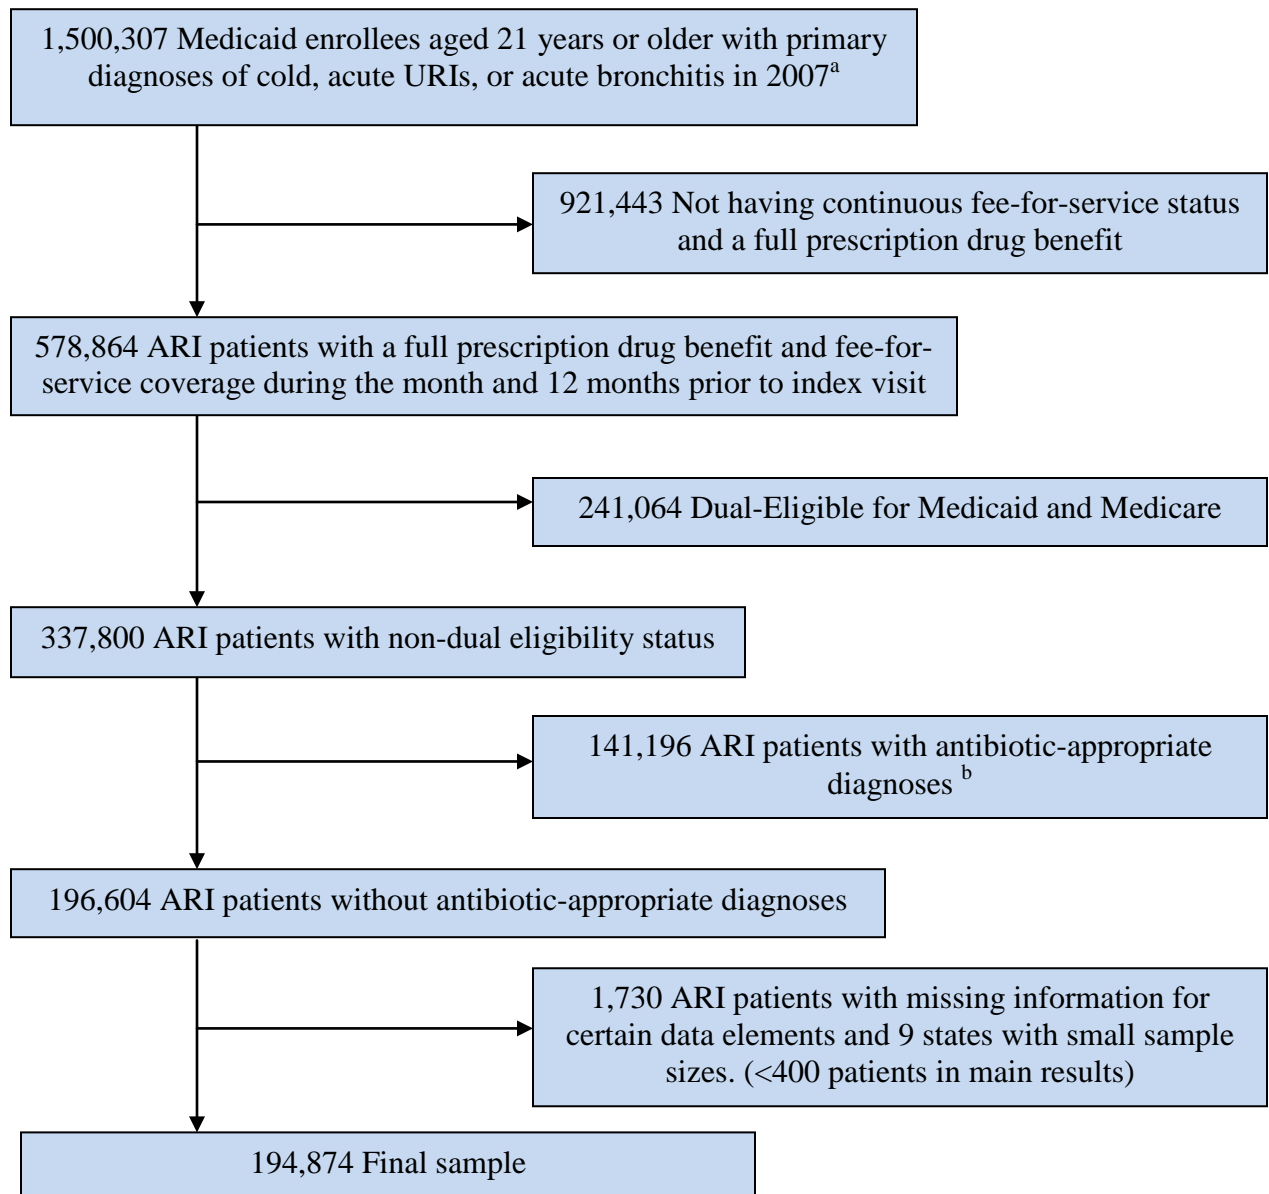 1,500,307 Medicaid enrollees aged 21 years or older with primary
diagnoses of cold, acute URIs, or acute bronchitis in 2007a
921,443 Not having continuous fee-for-service status
and a full prescription drug benefit
578,864 ARI patients with a full prescription drug benefit and fee-for-
service coverage during the month and 12 months prior to index visit
241,064 Dual-Eligible for Medicaid and Medicare
337,800 ARI patients with non-dual eligibility status
141,196 ARI patients with antibiotic-appropriate
diagnoses b
196,604 ARI patients without antibiotic-appropriate diagnoses
1,730 ARI patients with missing information for
certain data elements and 9 states with small sample
sizes. (<400 patients in main results)
194,874 Final sample